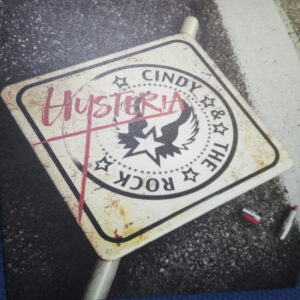 HYSTERIA
CINDY & THE ROCK